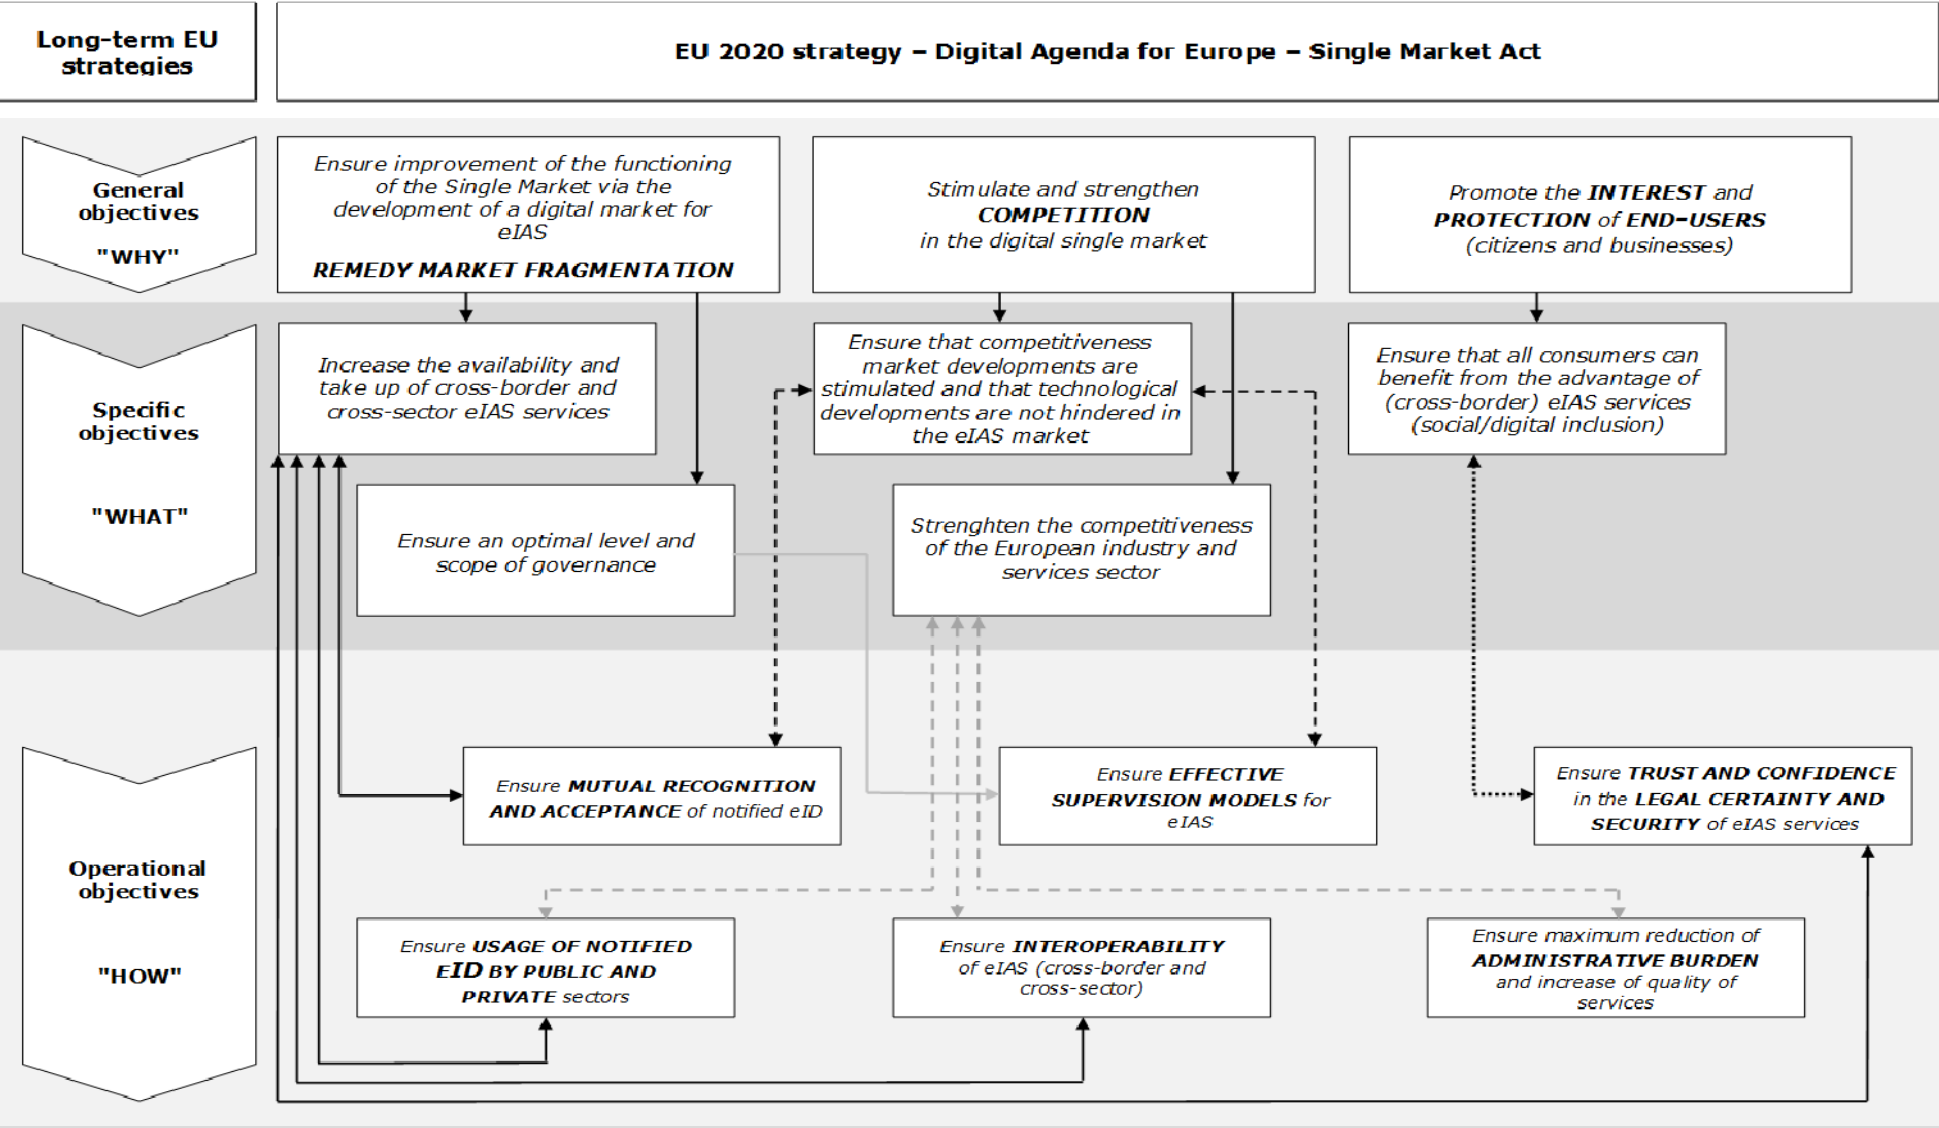 Long-term EU
strategies
EU 2020 strategy – Digital Agenda for Europe – Single Market Act
General
objectives
"WHY"
Ensure improvement of the functioning
of the Single Market via the
development of a digital market for
eIAS
REMEDY MARKET FRAGMENTATION
Stimulate and strengthen
COMPETITION
in the digital single market
Promote the INTEREST and
PROTECTION of END-USERS
(citizens and businesses)
Specific
objectives
"WHAT"
Increase the availability and
take up of cross-border and
cross-sector eIAS services
Ensure that competitiveness
market developments are
stimulated and that technological
developments are not hindered in
the eIAS market
Ensure that all consumers can
benefit from the advantage of
(cross-border) eIAS services
(social/digital inclusion)
Ensure an optimal level and
scope of governance
Strenghten the competitiveness
of the European industry and
services sector
Operational
objectives
"HOW"
Ensure MUTUAL RECOGNITION
AND ACCEPTANCE of notified eID
Ensure EFFECTIVE
SUPERVISION MODELS for
eIAS
Ensure TRUST AND CONFIDENCE
in the LEGAL CERTAINTY AND
SECURITY of eIAS services
Ensure USAGE OF NOTIFIED
eID BY PUBLIC AND
PRIVATE sectors
Ensure INTEROPERABILITY
of eIAS (cross-border and
cross-sector)
Ensure maximum reduction of
ADMINISTRATIVE BURDEN
and increase of quality of
services